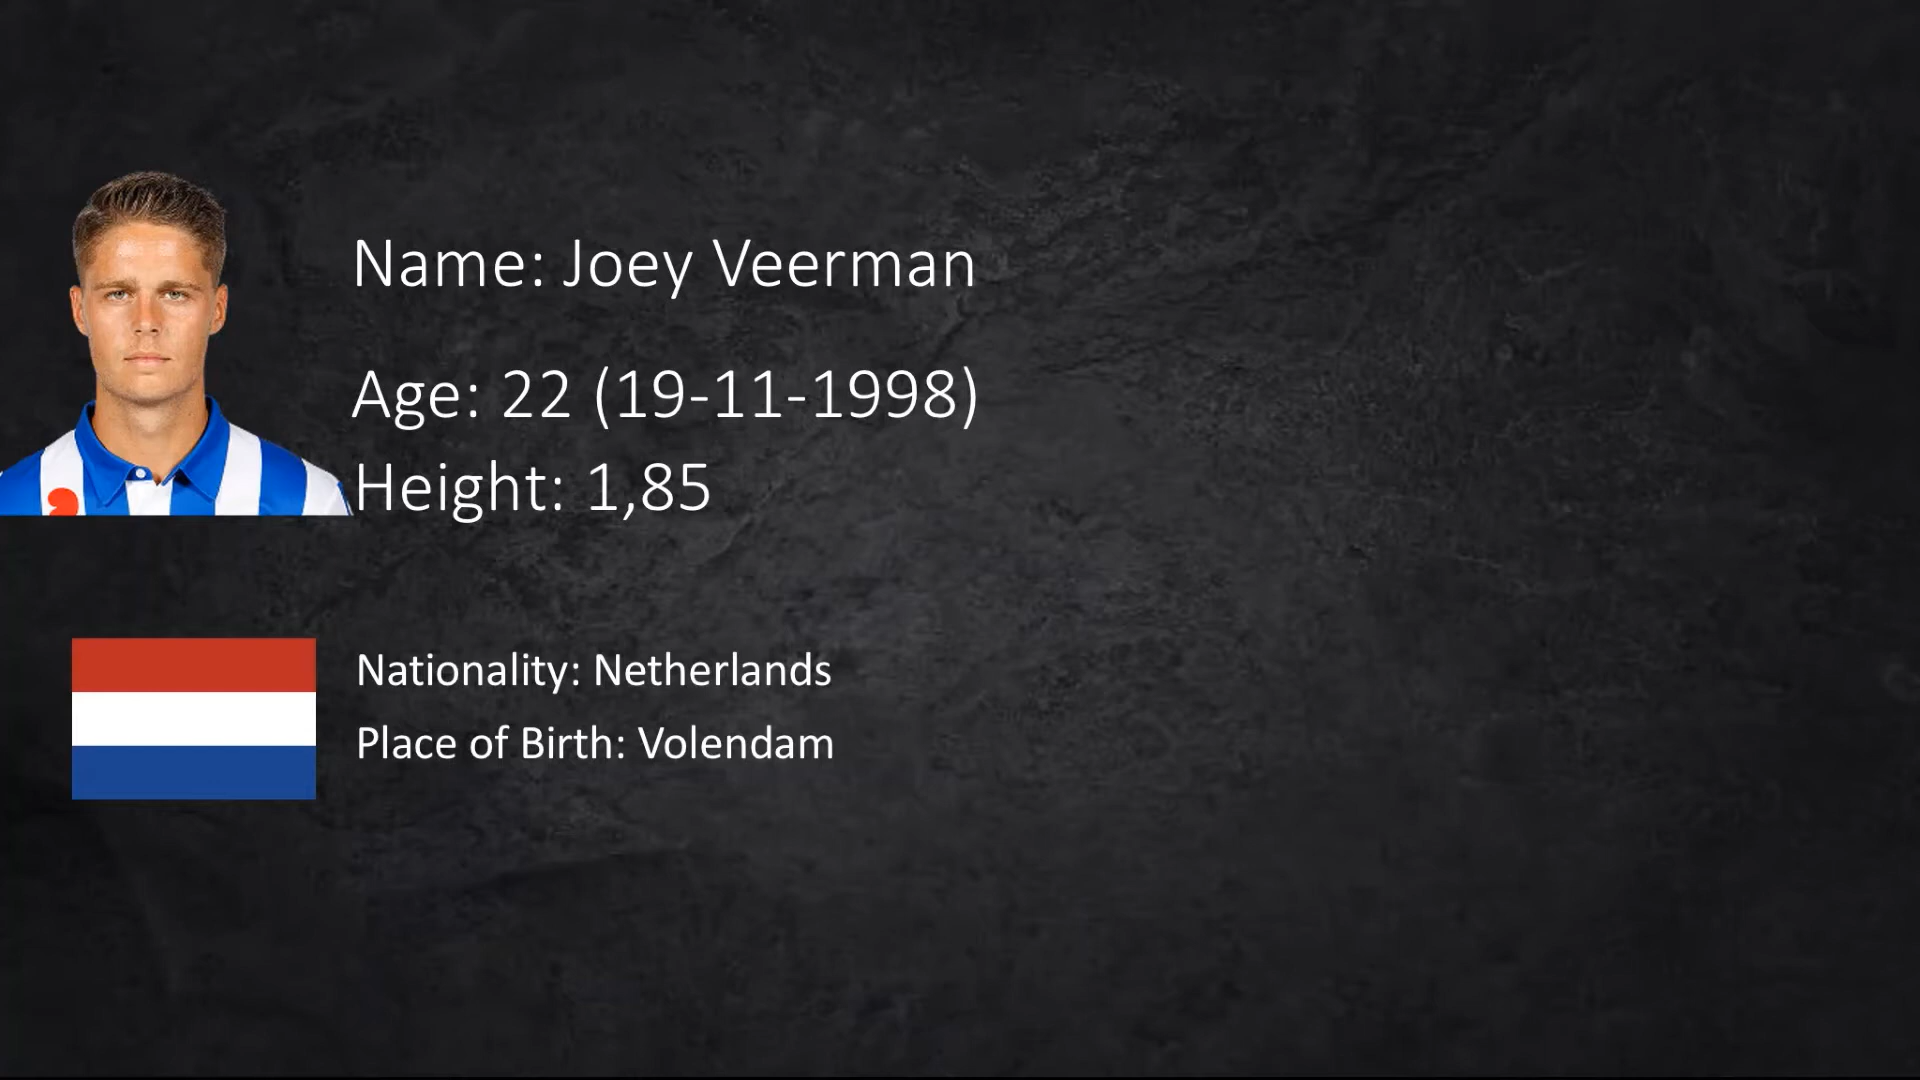 Name: Joey Veerman
Age: 22 (19-11-1998)
Height: 1,85
Nationality: Netherlands
Place of Birth: Volendam